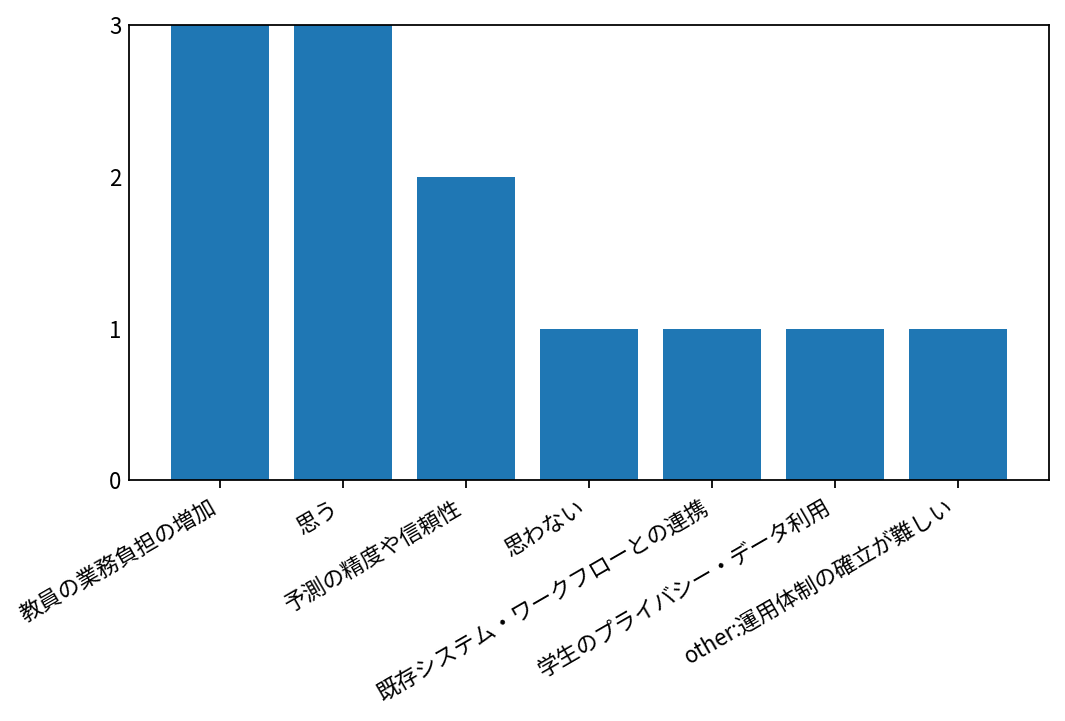 3
2
1
0
教員の業務負担の増加
思う
予測の精度や信頼性
思わない
既存システム・ワークフローとの連携
学生のプライバシー・データ利用
other:運用体制の確立が難しい